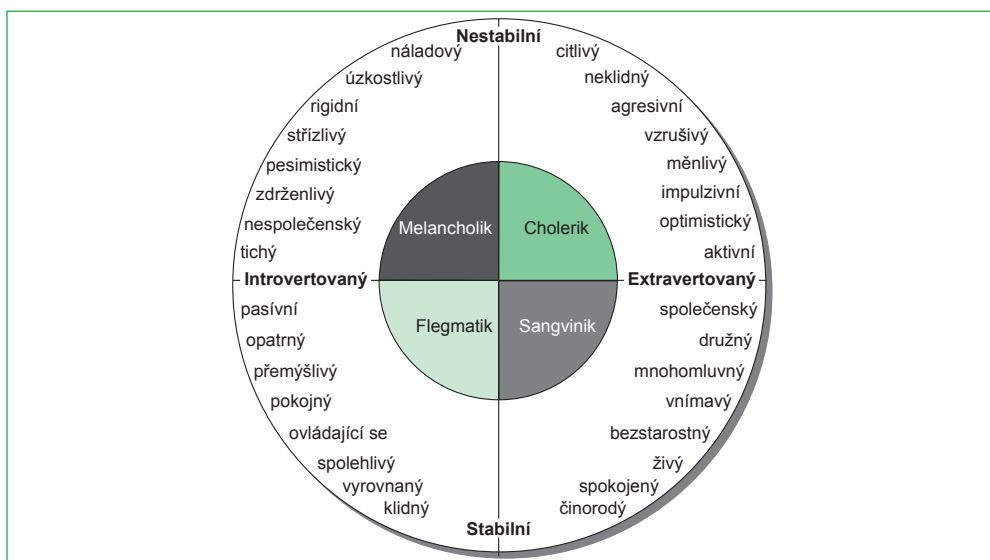 Nestabilní
náladový
úzkostlivý
rigidní
střízlivý
pesimistický
zdrženlivý
nespolečenský
tichý
citlivý
neklidný
agresivní
vzrušivý
měnlivý
impulzivní
optimistický
aktivní
Melancholik
Cholerik
Introvertovaný
Extravertovaný
Flegmatik
Sangvinik
pasívní
opatrný
přemýšlivý
pokojný
ovládající se
spolehlivý
vyrovnaný
klidný
společenský
družný
mnohomluvný
vnímavý
bezstarostný
živý
spokojený
činorodý
Stabilní